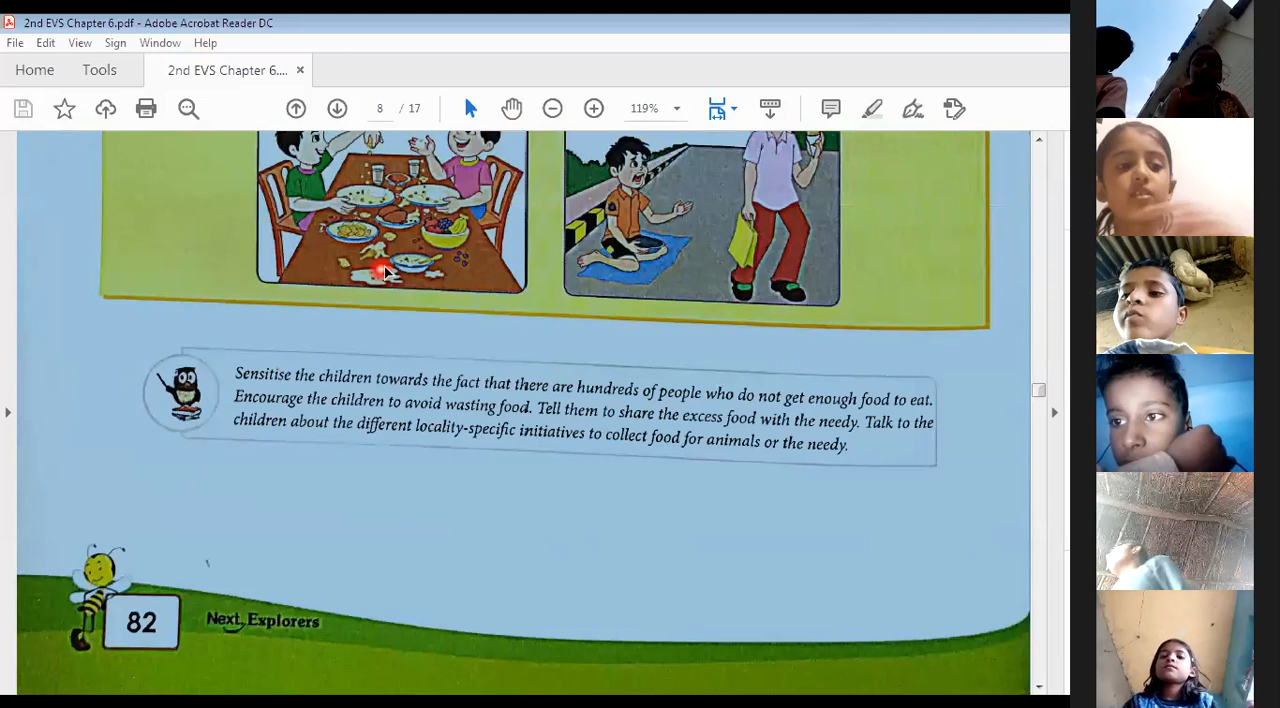 2nd EVS Chapter 6.pdf - Adobe Acrobat Reader DC
File Edit View Sign Window Help
Home Tools 2nd EVS Chapter 6.... ×
8 / 17 119%
Sensitise the children towards the fact that there are hundreds of people who do not get enough food to eat.
Encourage the children to avoid wasting food. Tell them to share the excess food with the needy. Talk to the
children about the different locality-specific initiatives to collect food for animals or the needy.
82 Next Explorers